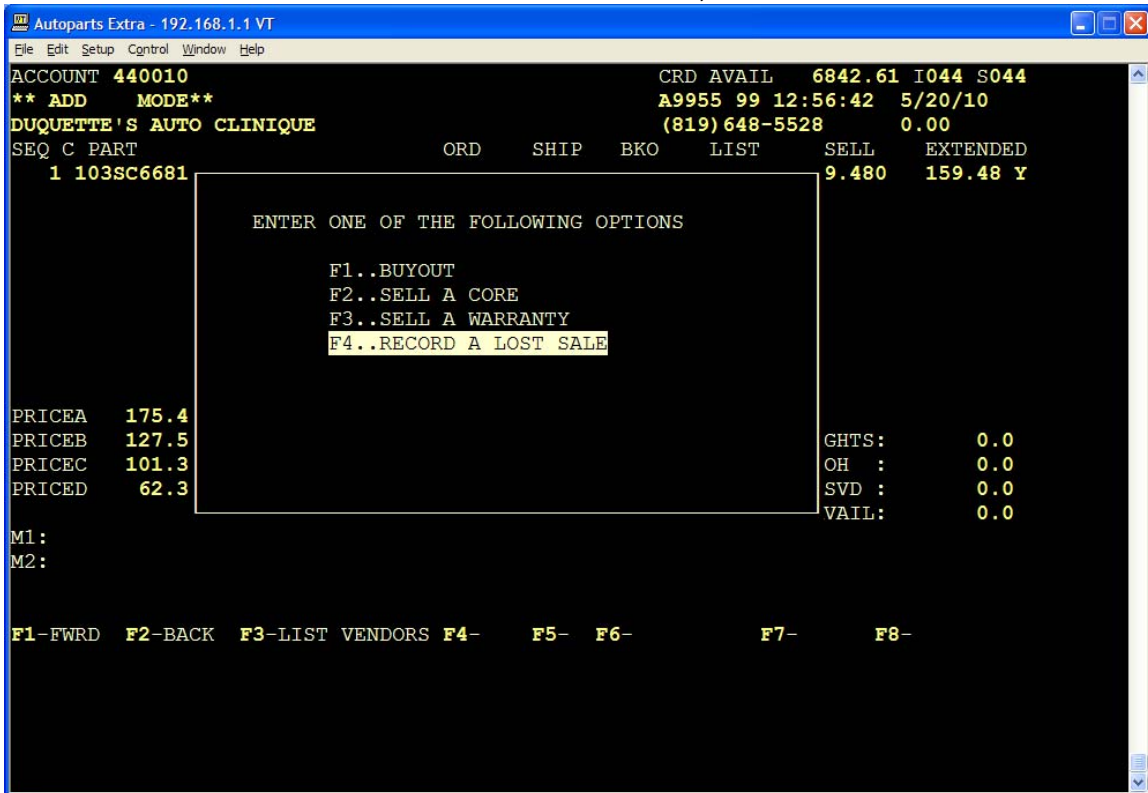 Autoparts Extra - 192.168.1.1 VT
File Edit Setup Control Window Help
ACCOUNT 440010 CRD AVAIL 6842.61 I044 S044
** ADD MODE** A9955 99 12:56:42 5/20/10
DUQUETTE'S AUTO CLINIQUE (819)648-5528 0.00
SEQ C PART ORD SHIP BKO LIST SELL EXTENDED
1 103SC6681 9.480 159.48 Y
ENTER ONE OF THE FOLLOWING OPTIONS
F1..BUYOUT
F2..SELL A CORE
F3..SELL A WARRANTY
F4..RECORD A LOST SALE
PRICEA 175.4
PRICEB 127.5 GHTS: 0.0
PRICEC 101.3 OH : 0.0
PRICED 62.3 SVD : 0.0
VAIL: 0.0
M1:
M2:
F1-FWRD F2-BACK F3-LIST VENDORS F4- F5- F6- F7- F8-